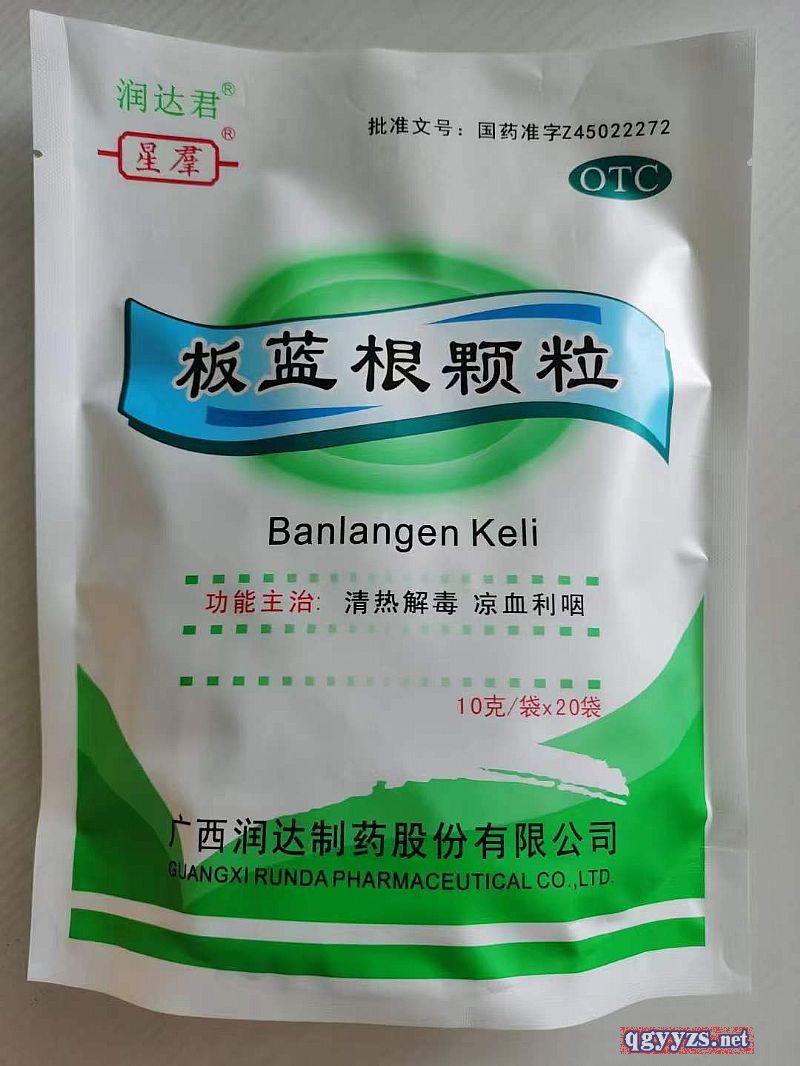 润达君®
星羣®
批准文号：国药准字Z45022272
OTC
板蓝根颗粒
Banlangen Keli
功能主治：清热解毒 凉血利咽
10克/袋x20袋
广西润达制药股份有限公司
GUANGXI RUNDA PHARMACEUTICAL CO.,LTD.
qgyyzs.net